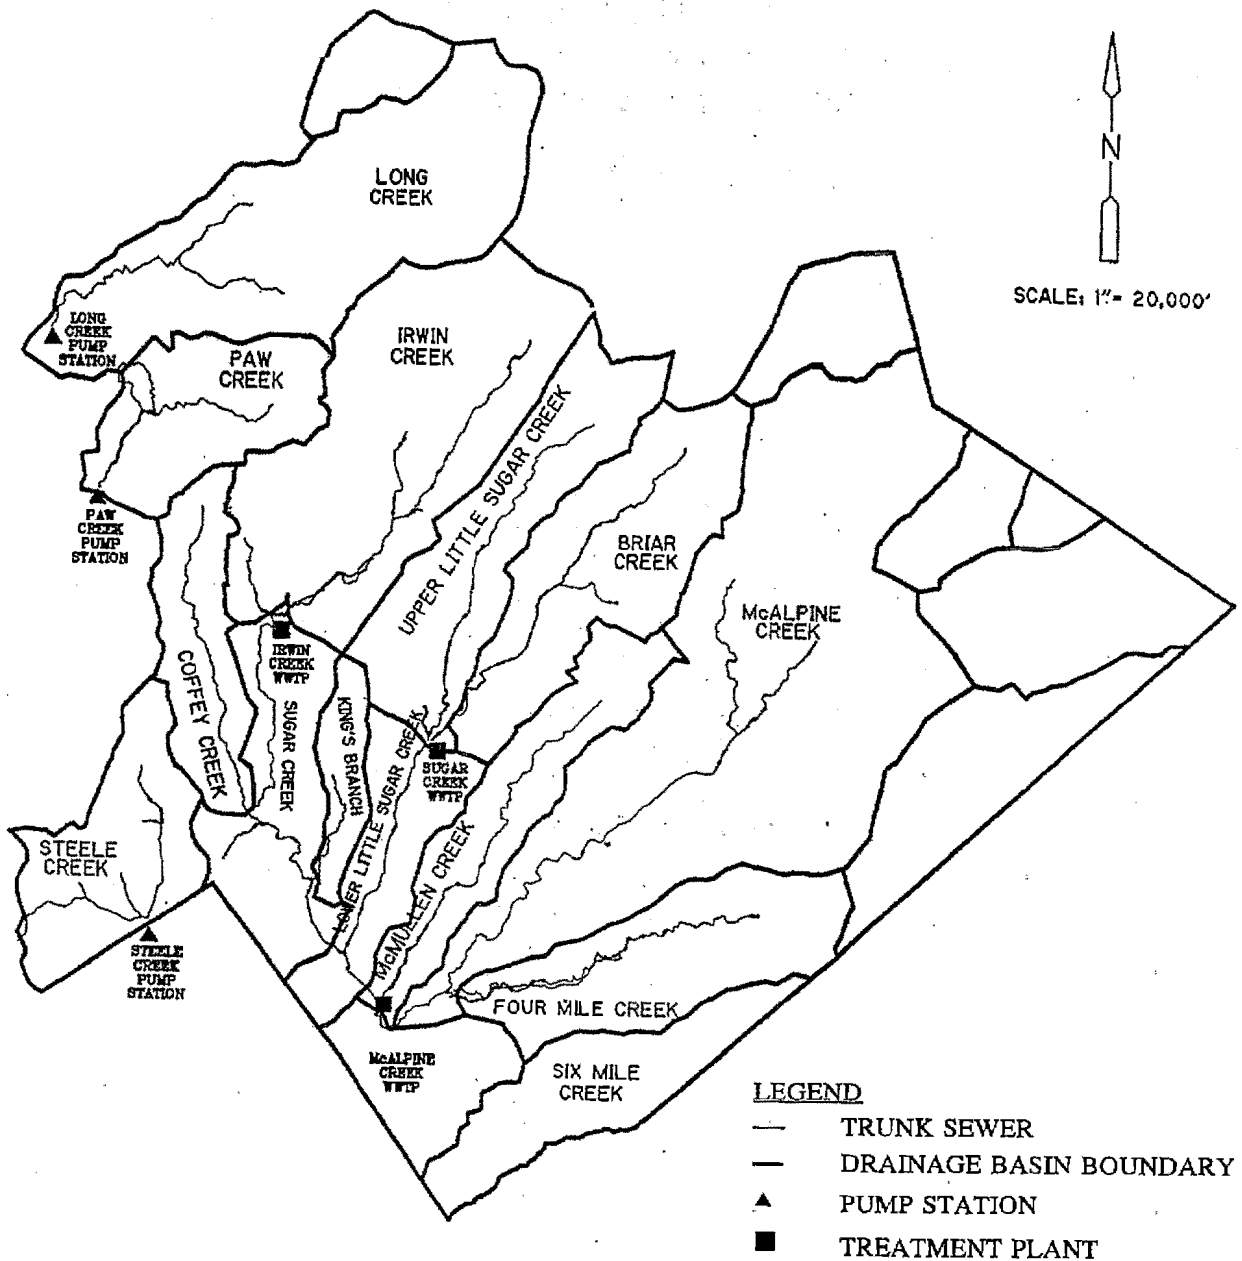 LONG
CREEK
N
SCALE: 1"= 20,000'
LONG
CREEK
PUMP
STATION
IRWIN
CREEK
PAW
CREEK
UPPER LITTLE SUGAR CREEK
PAW
CREEK
PUMP
STATION
BRIAR
CREEK
McALPINE
CREEK
IRWIN
CREEK
WWTP
COFFEY CREEK
SUGAR CREEK
KING'S BRANCH
LOWER LITTLE SUGAR CREEK
SUGAR
CREEK
WWTP
McMULLEN CREEK
STEELE
CREEK
STEELE
CREEK
PUMP
STATION
FOUR MILE CREEK
McALPINE
CREEK
WWTP
SIX MILE
CREEK
LEGEND
TRUNK SEWER
DRAINAGE BASIN BOUNDARY
PUMP STATION
TREATMENT PLANT